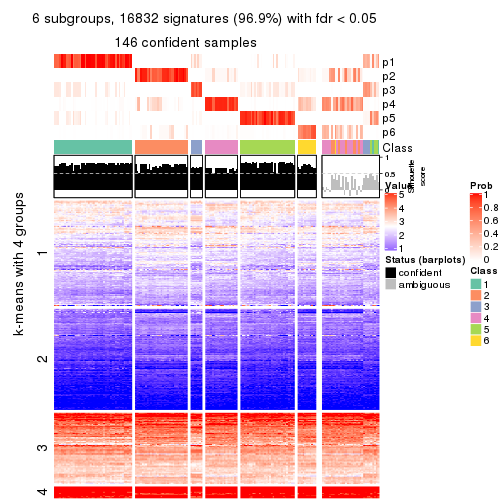 6 subgroups, 16832 signatures (96.9%) with fdr < 0.05
146 confident samples
p1
p2
p3
p4
p5
p6
Class
1
0.5
0
Silhouette
score
k-means with 4 groups
1
2
3
4
Value
5
4
3
2
1
Status (barplots)
confident
ambiguous
Prob
1
0.8
0.6
0.4
0.2
0
Class
1
2
3
4
5
6